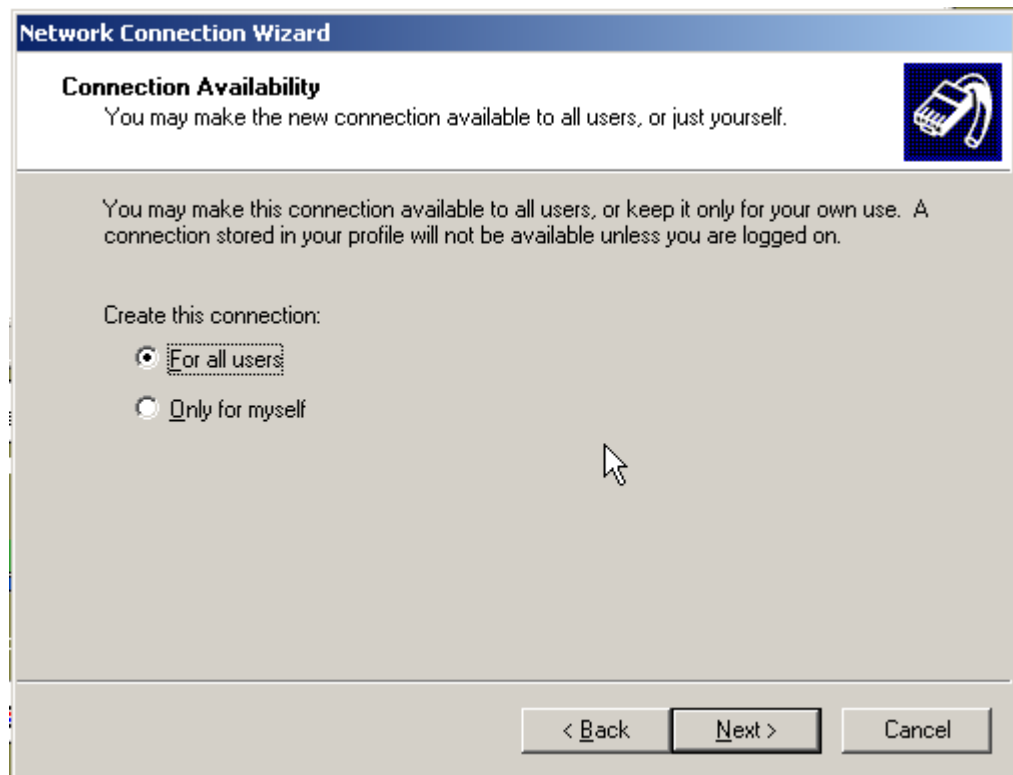 Network Connection Wizard
Connection Availability
You may make the new connection available to all users, or just yourself.
You may make this connection available to all users, or keep it only for your own use.  A
connection stored in your profile will not be available unless you are logged on.
Create this connection:
For all users
Only for myself
< Back Next > Cancel